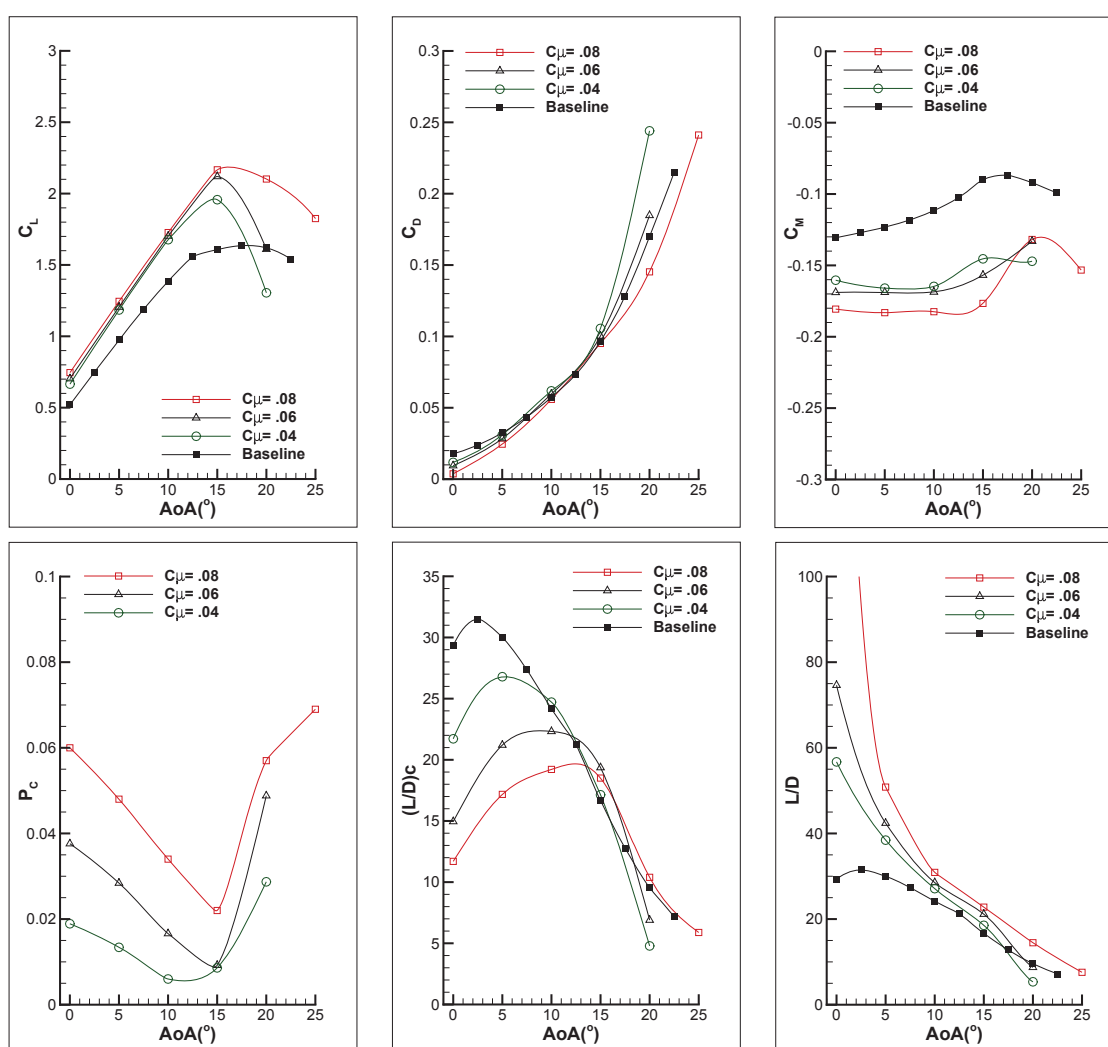 C_L
3
2.5
2
1.5
1
0.5
0
0 5 10 15 20 25
AoA(°)
Cμ= .08
Cμ= .06
Cμ= .04
Baseline
C_D
0.3
0.25
0.2
0.15
0.1
0.05
0
0 5 10 15 20 25
AoA(°)
Cμ= .08
Cμ= .06
Cμ= .04
Baseline
C_M
0
-0.05
-0.1
-0.15
-0.2
-0.25
-0.3
0 5 10 15 20 25
AoA(°)
Cμ= .08
Cμ= .06
Cμ= .04
Baseline
P_C
0.1
0.08
0.06
0.04
0.02
0
0 5 10 15 20 25
AoA(°)
Cμ= .08
Cμ= .06
Cμ= .04
(L/D)c
35
30
25
20
15
10
5
0
0 5 10 15 20 25
AoA(°)
Cμ= .08
Cμ= .06
Cμ= .04
Baseline
L/D
100
80
60
40
20
0
0 5 10 15 20 25
AoA(°)
Cμ= .08
Cμ= .06
Cμ= .04
Baseline